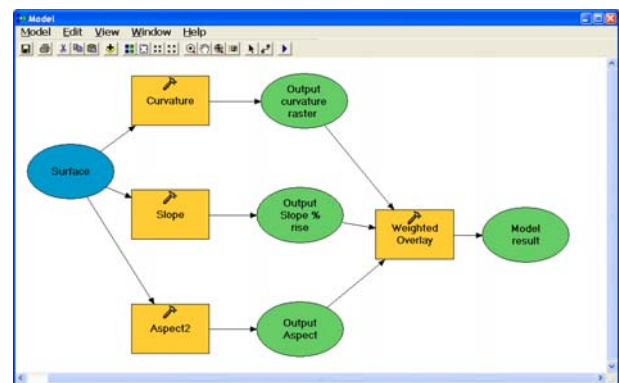 Model
Model Edit View Window Help
Curvature
Output
curvature
raster
Surface
Slope
Output
Slope %
rise
Weighted
Overlay
Model
result
Aspect2
Output
Aspect